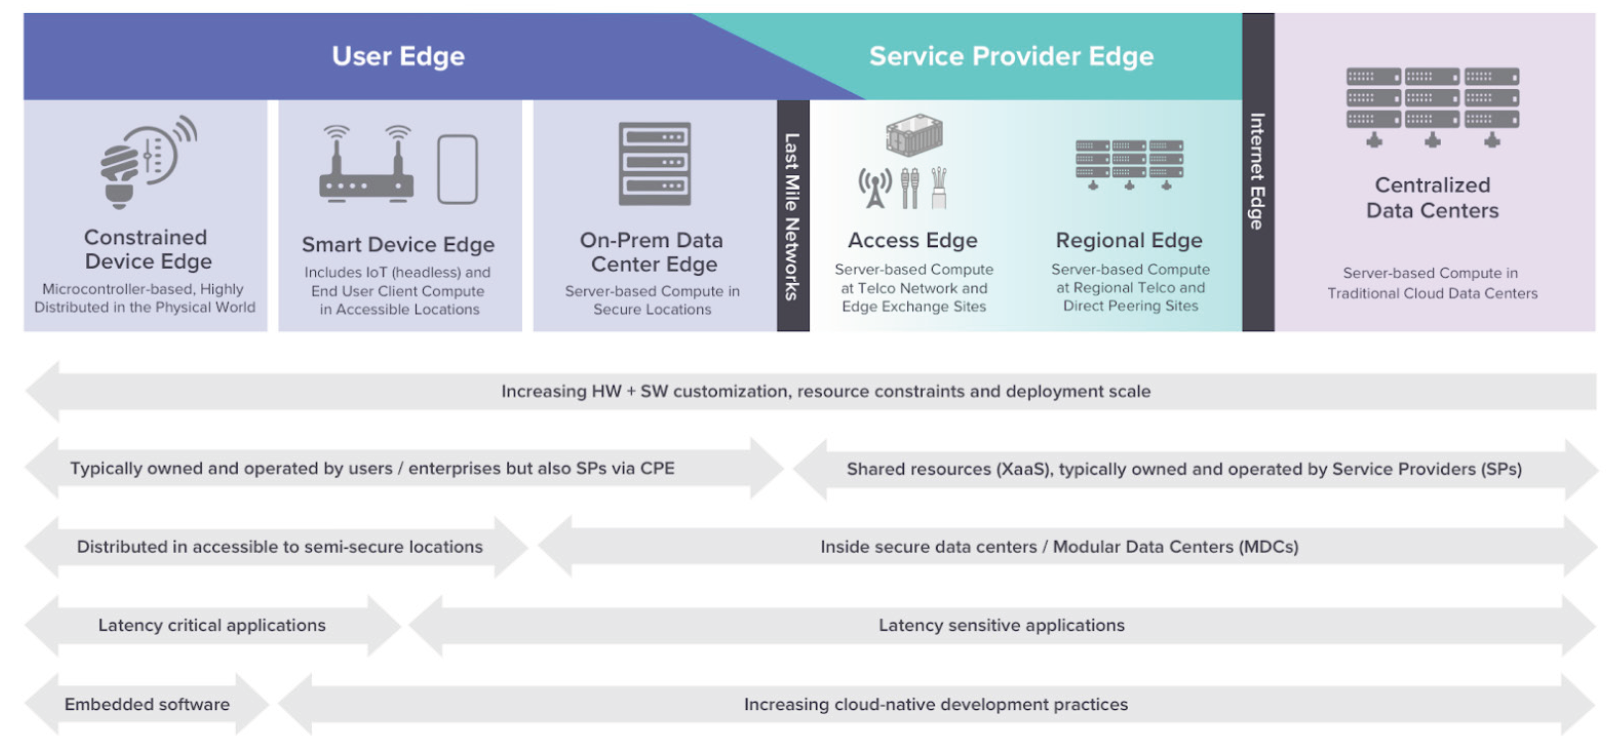 User Edge
Service Provider Edge
Constrained
Device Edge
Microcontroller-based, Highly
Distributed in the Physical World
Smart Device Edge
Includes IoT (headless) and
End User Client Compute
in Accessible Locations
On-Prem Data
Center Edge
Server-based Compute in
Secure Locations
Last Mile Networks
Access Edge
Server-based Compute
at Telco Network and
Edge Exchange Sites
Regional Edge
Server-based Compute
at Regional Telco and
Direct Peering Sites
Internet Edge
Centralized
Data Centers
Server-based Compute in
Traditional Cloud Data Centers
Increasing HW + SW customization, resource constraints and deployment scale
Typically owned and operated by users / enterprises but also SPs via CPE
Shared resources (XaaS), typically owned and operated by Service Providers (SPs)
Distributed in accessible to semi-secure locations
Inside secure data centers / Modular Data Centers (MDCs)
Latency critical applications
Latency sensitive applications
Embedded software
Increasing cloud-native development practices